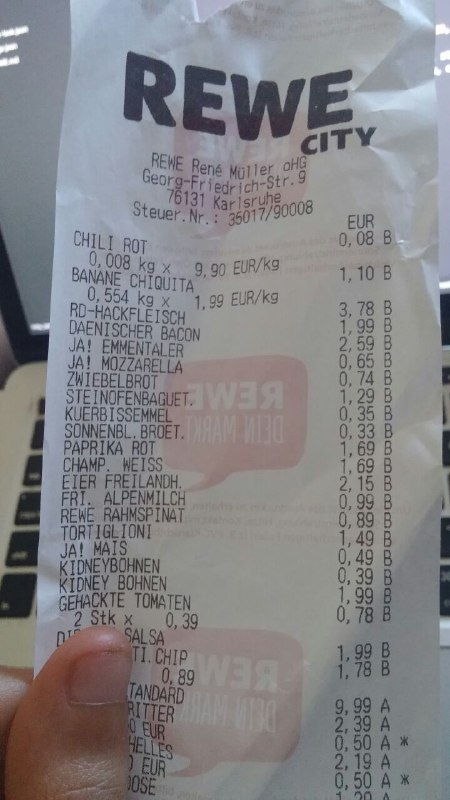 REWE
CITY
REWE René Müller oHG
Georg-Friedrich-Str.9
76131 Karlsruhe
Steuer.Nr.: 35017/90008
EUR
CHILI ROT 0,08 B
0,008 kg x 9,90 EUR/kg
BANANE CHIQUITA 1,10 B
0,554 kg x 1,99 EUR/kg
RD-HACKFLEISCH 3,78 B
DAENISCHER BACON 1,99 B
JA! EMMENTALER 2,59 B
JA! MOZZARELLA 0,65 B
ZWIEBELBROT 0,74 B
STEINOFENBAGUET. 1,29 B
KUERBISSEMMEL 0,35 B
SONNENBL.BROET. 0,33 B
PAPRIKA ROT 1,69 B
CHAMP. WEISS 1,69 B
EIER FREILANDH. 2,15 B
FRI. ALPENMILCH 0,99 B
REWE RAHMSPINAT 0,89 B
TORTIGLIONI 1,49 B
JA! MAIS 0,49 B
KIDNEYBOHNEN 0,39 B
KIDNEY BOHNEN 1,99 B
GEHACKTE TOMATEN 0,78 B
2 Stk x 0,39
SALSA 1,99 B
TI.CHIP 1,78 B
0,89
TANDARD 9,99 A
RITTER 2,39 A
EUR 0,50 A *
HELLES 2,19 A
EUR 0,50 A *
DOSE